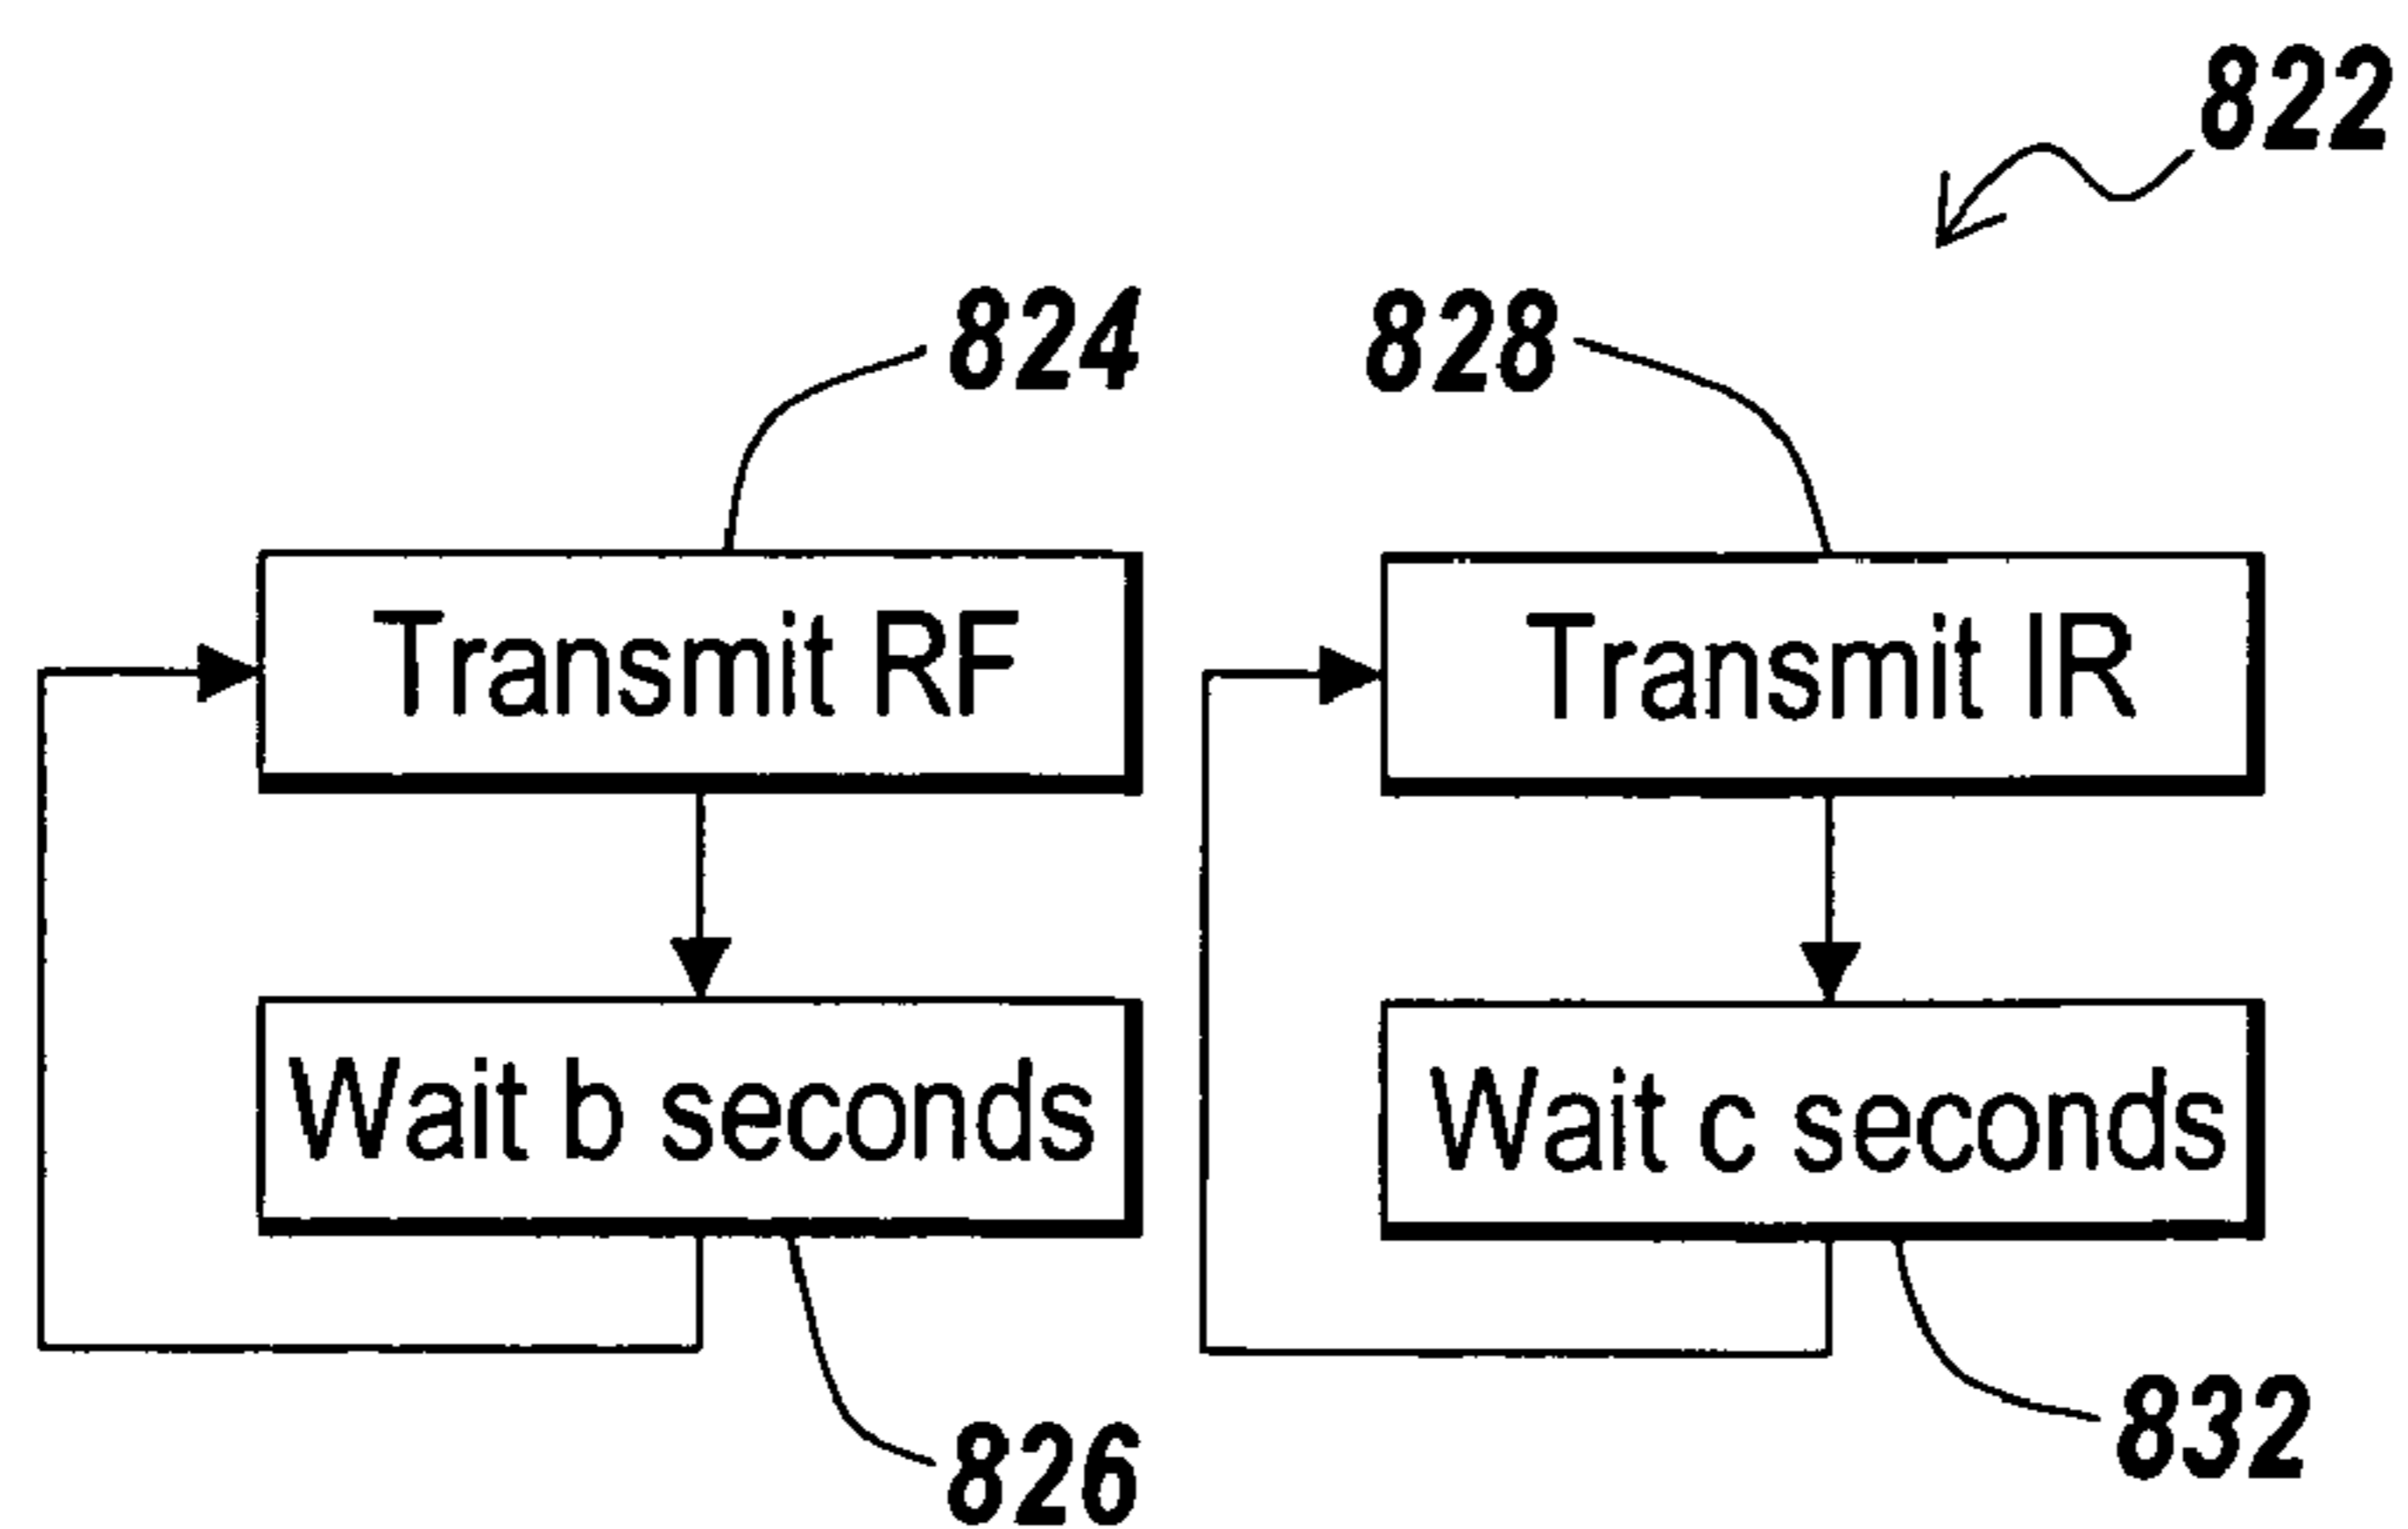 822
824
828
Transmit RF
Transmit IR
Wait b seconds
Wait c seconds
826
832